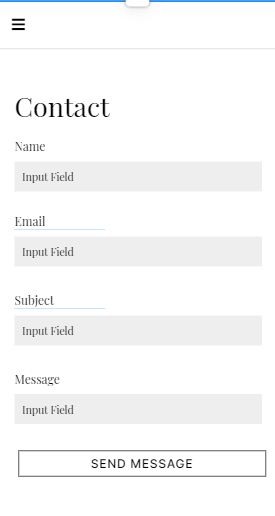 Contact
Name
Input Field
Email
Input Field
Subject
Input Field
Message
Input Field
SEND MESSAGE